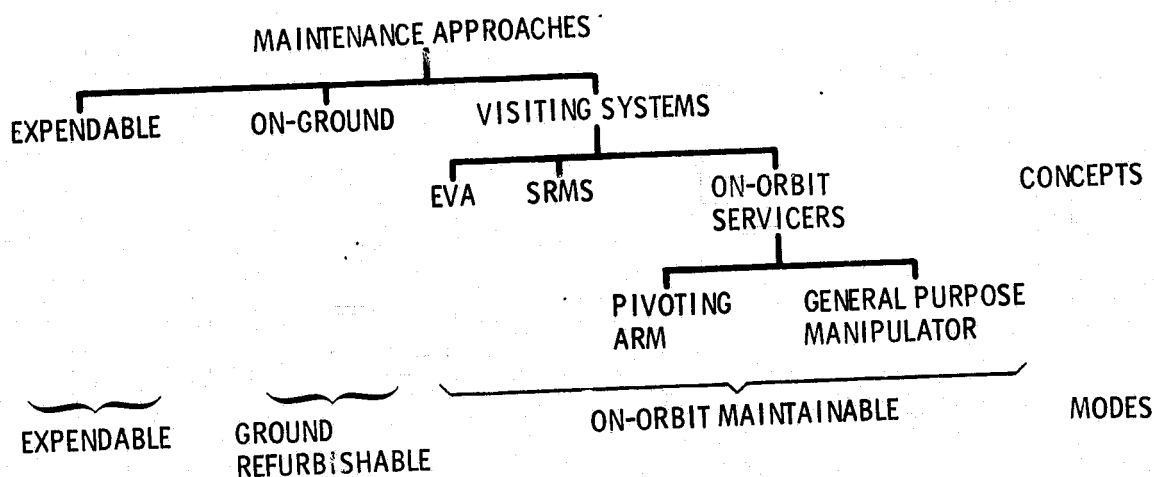 MAINTENANCE APPROACHES
EXPENDABLE ON-GROUND VISITING SYSTEMS
EVA SRMS ON-ORBIT CONCEPTS
SERVICERS
PIVOTING GENERAL PURPOSE
ARM MANIPULATOR
EXPENDABLE GROUND ON-ORBIT MAINTAINABLE MODES
REFURBISHABLE